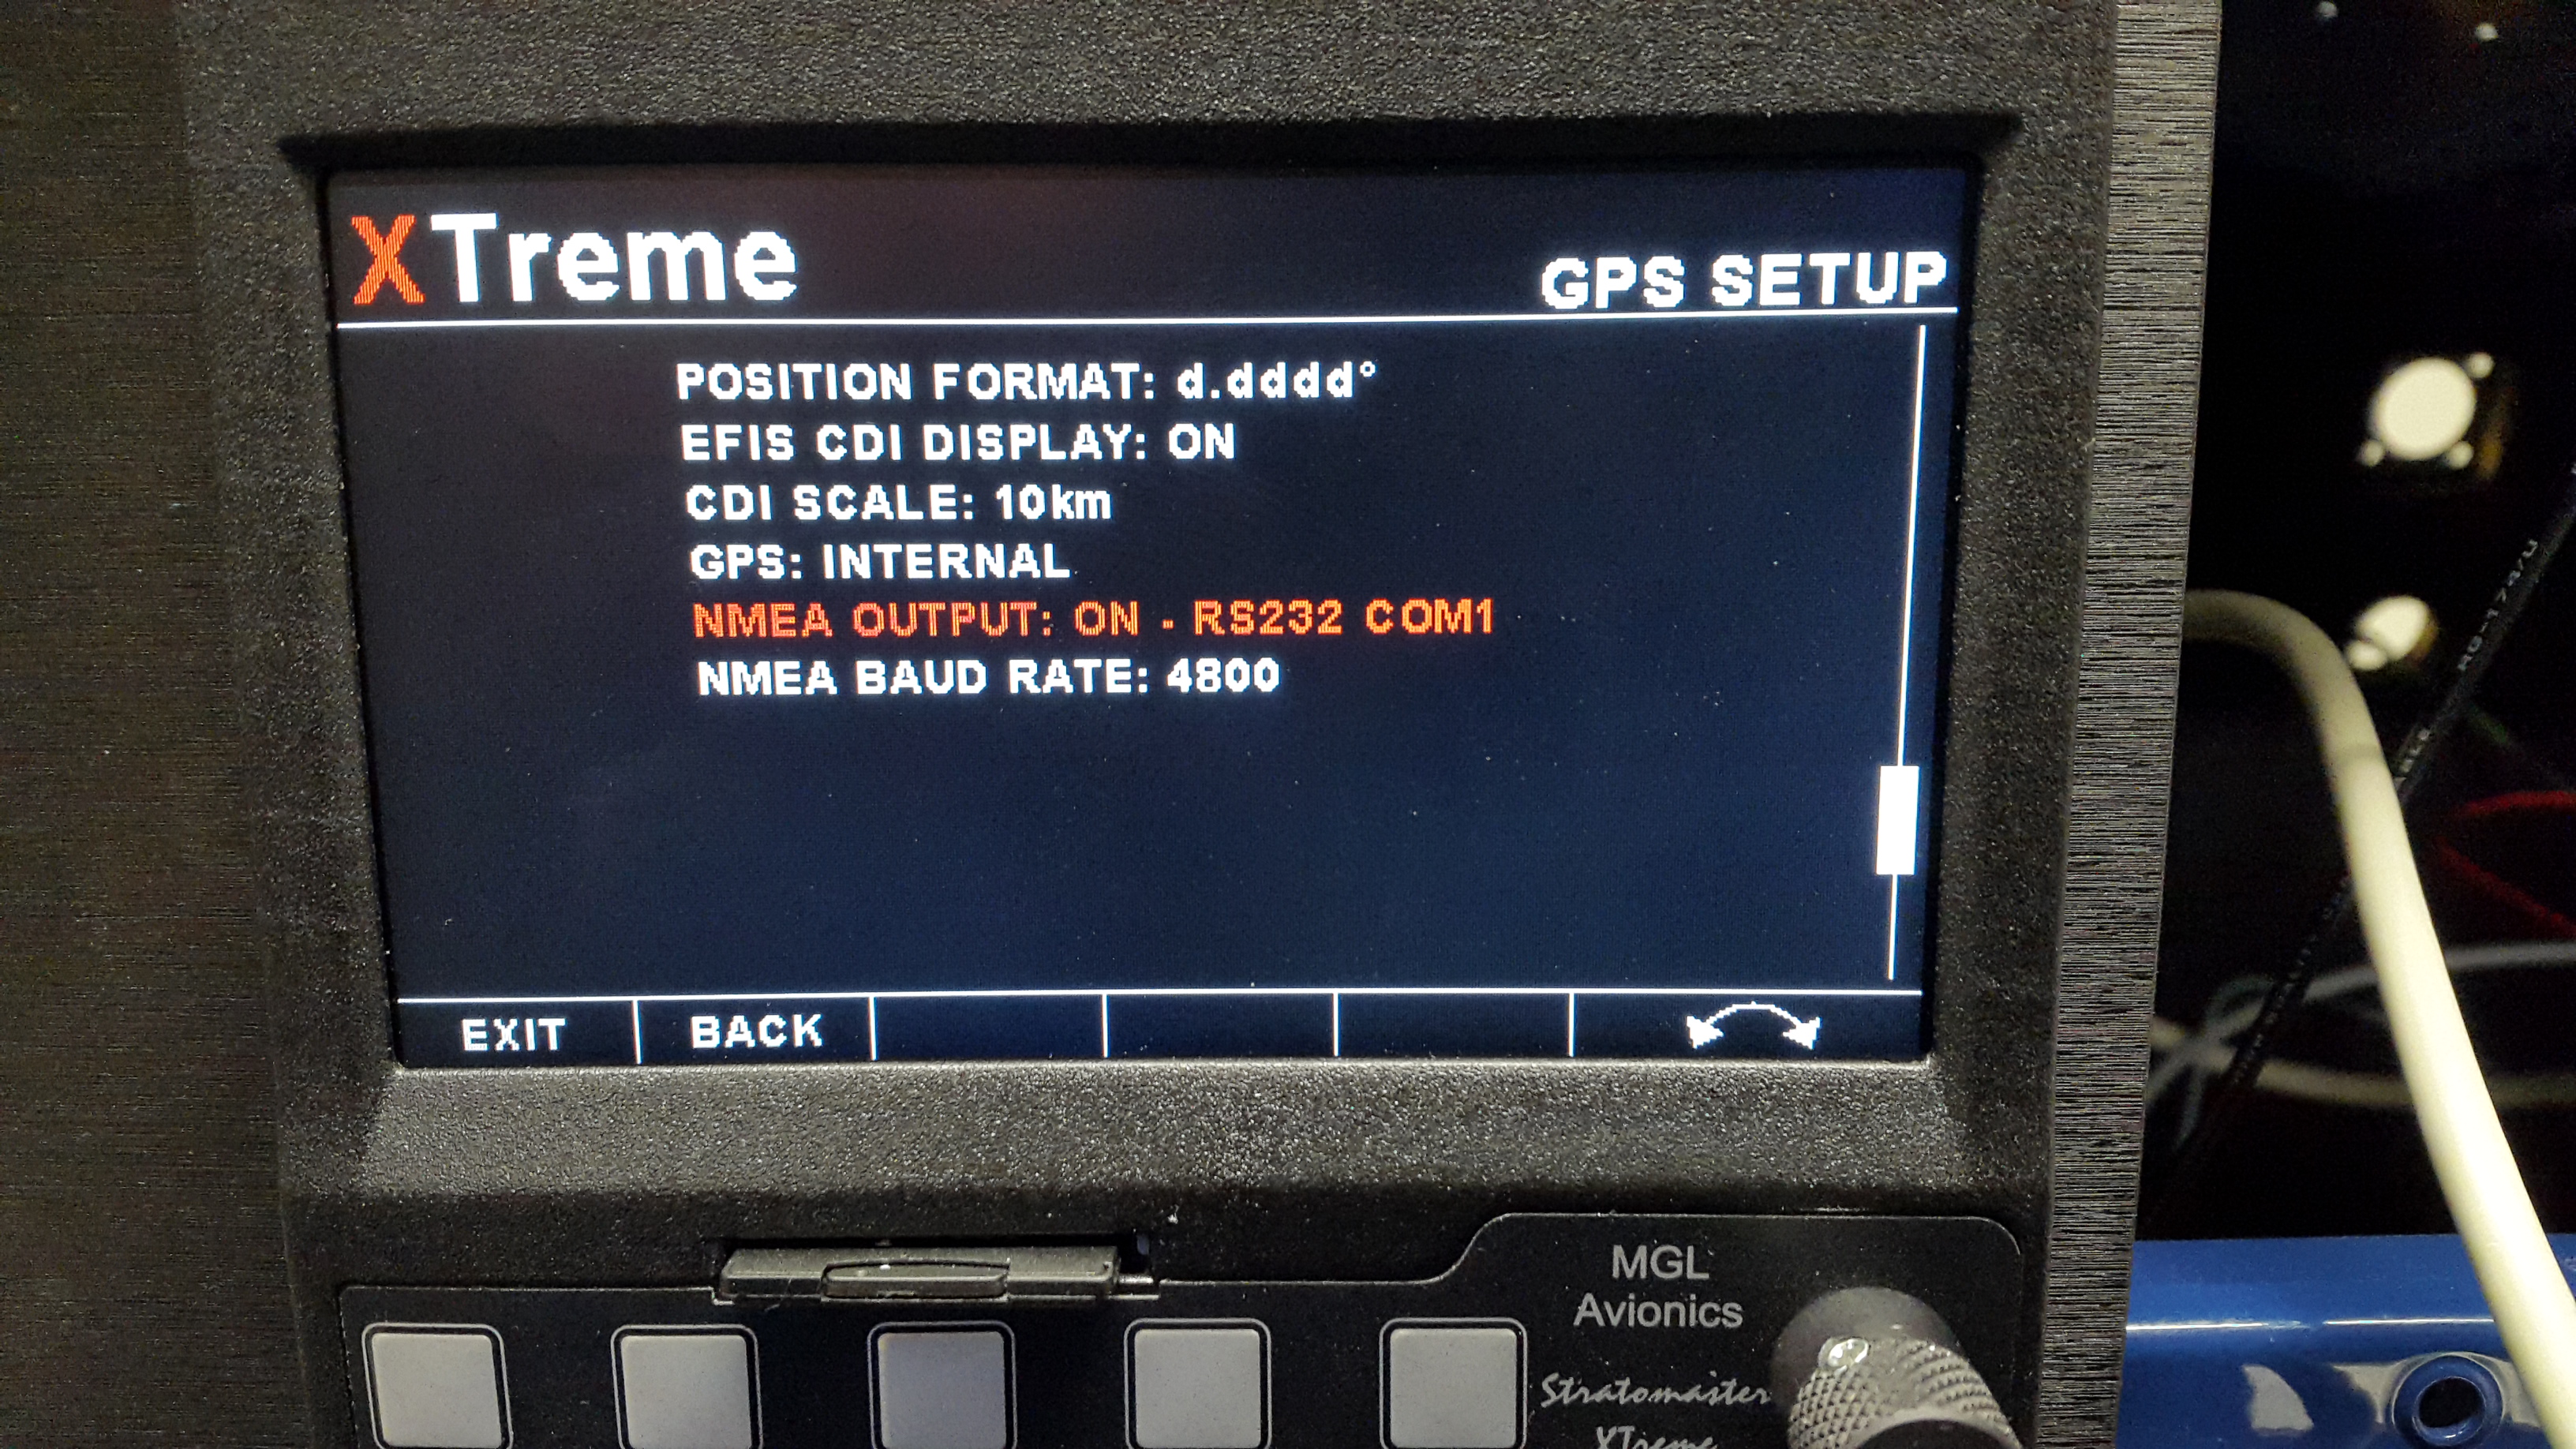 XTreme
GPS SETUP
POSITION FORMAT: d.dddd°
EFIS CDI DISPLAY: ON
CDI SCALE: 10km
GPS: INTERNAL
NMEA OUTPUT: ON - RS232 COM1
NMEA BAUD RATE: 4800
EXIT
BACK
MGL
Avionics
Stratomaster
XTreme